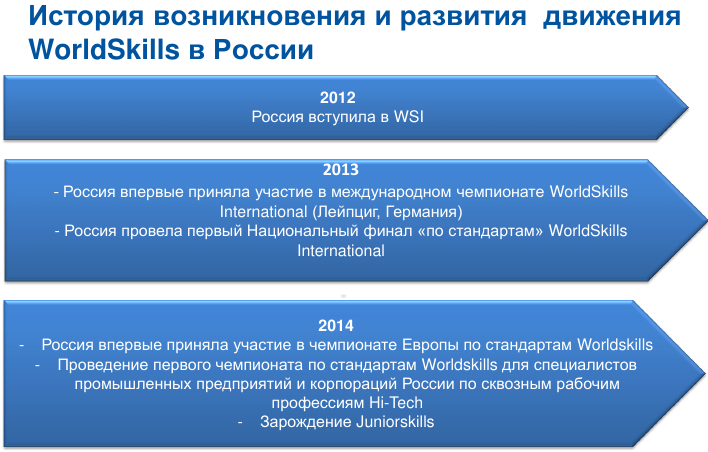 История возникновения и развития движения
WorldSkills в России
2012
Россия вступила в WSI
2013
- Россия впервые приняла участие в международном чемпионате WorldSkills
International (Лейпциг, Германия)
- Россия провела первый Национальный финал «по стандартам» WorldSkills
International
2014
- Россия впервые приняла участие в чемпионате Европы по стандартам Worldskills
- Проведение первого чемпионата по стандартам Worldskills для специалистов
промышленных предприятий и корпораций России по сквозным рабочим
профессиям Hi-Tech
- Зарождение Juniorskills